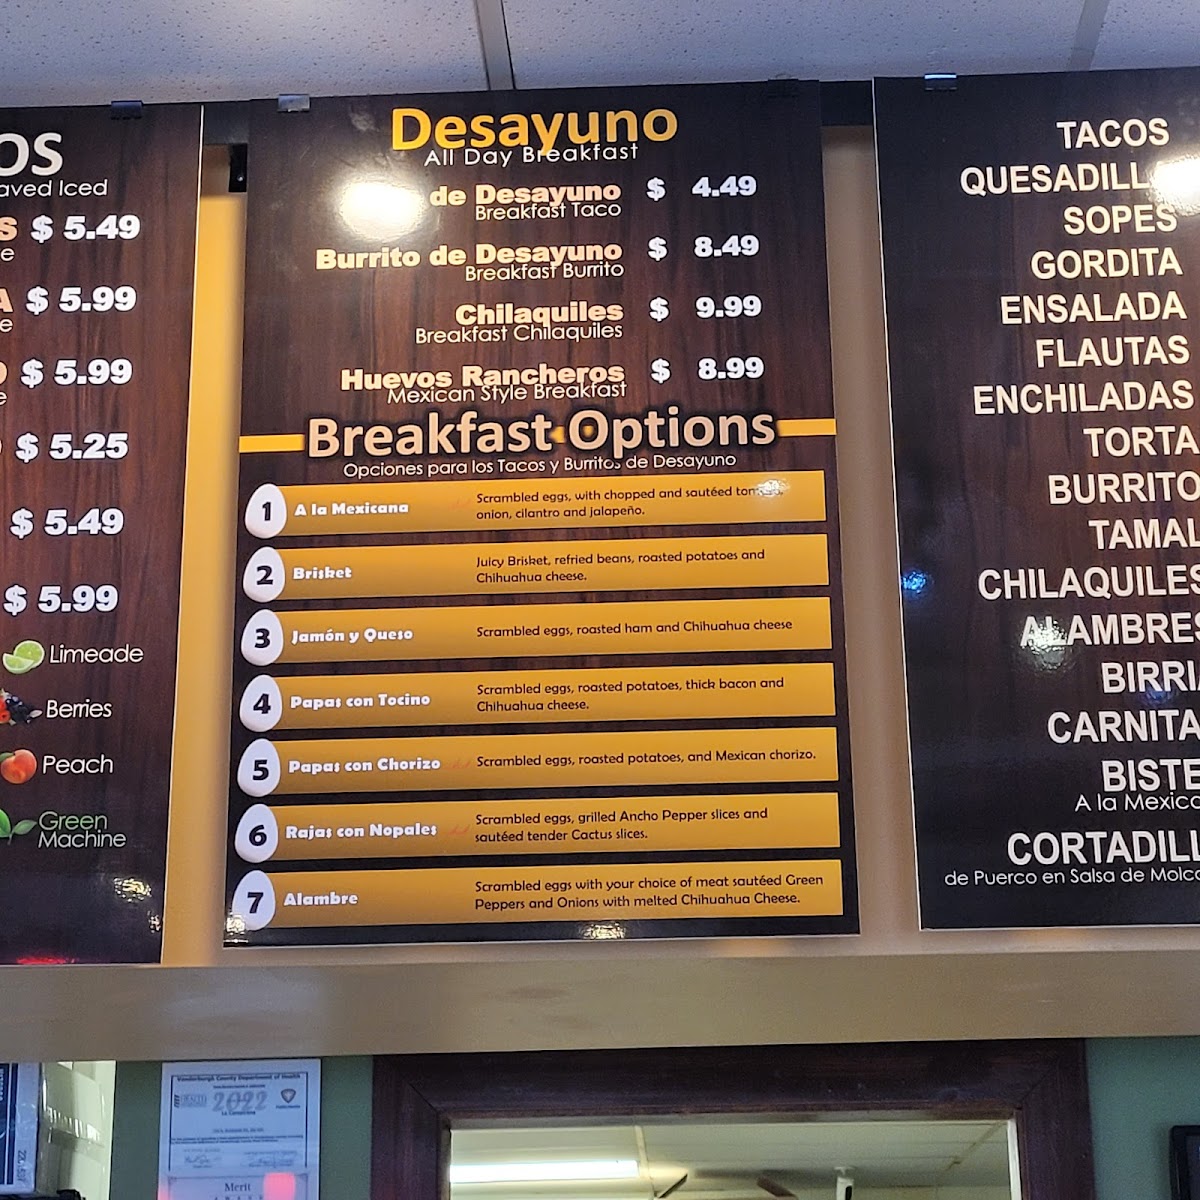 OS
aved Iced
S $ 5.49
e
A $ 5.99
e
O $ 5.99
e
$ 5.25
$ 5.49
$ 5.99
Limeade
Berries
Peach
Green
Machine
Desayuno
All Day Breakfast
de Desayuno $ 4.49
Breakfast Taco
Burrito de Desayuno $ 8.49
Breakfast Burrito
Chilaquiles $ 9.99
Breakfast Chilaquiles
Huevos Rancheros $ 8.99
Mexican Style Breakfast
Breakfast Options
Opciones para los Tacos y Burritos de Desayuno
1 A la Mexicana Scrambled eggs, with chopped and sautéed tomato,
onion, cilantro and jalapeño.
2 Brisket Juicy Brisket, refried beans, roasted potatoes and
Chihuahua cheese.
3 Jamón y Queso Scrambled eggs, roasted ham and Chihuahua cheese
4 Papas con Tocino Scrambled eggs, roasted potatoes, thick bacon and
Chihuahua cheese.
5 Papas con Chorizo Scrambled eggs, roasted potatoes, and Mexican chorizo.
6 Rajas con Nopales Scrambled eggs, grilled Ancho Pepper slices and
sautéed tender Cactus slices.
7 Alambre Scrambled eggs with your choice of meat sautéed Green
Peppers and Onions with melted Chihuahua Cheese.
TACOS
QUESADILL
SOPES
GORDITA
ENSALADA
FLAUTAS
ENCHILADAS
TORTA
BURRITO
TAMAL
CHILAQUILES
ALAMBRES
BIRRIA
CARNITA
BISTE
A la Mexica
CORTADILL
de Puerco en Salsa de Molca
Vanderburgh County Department of Health
2022
Merit